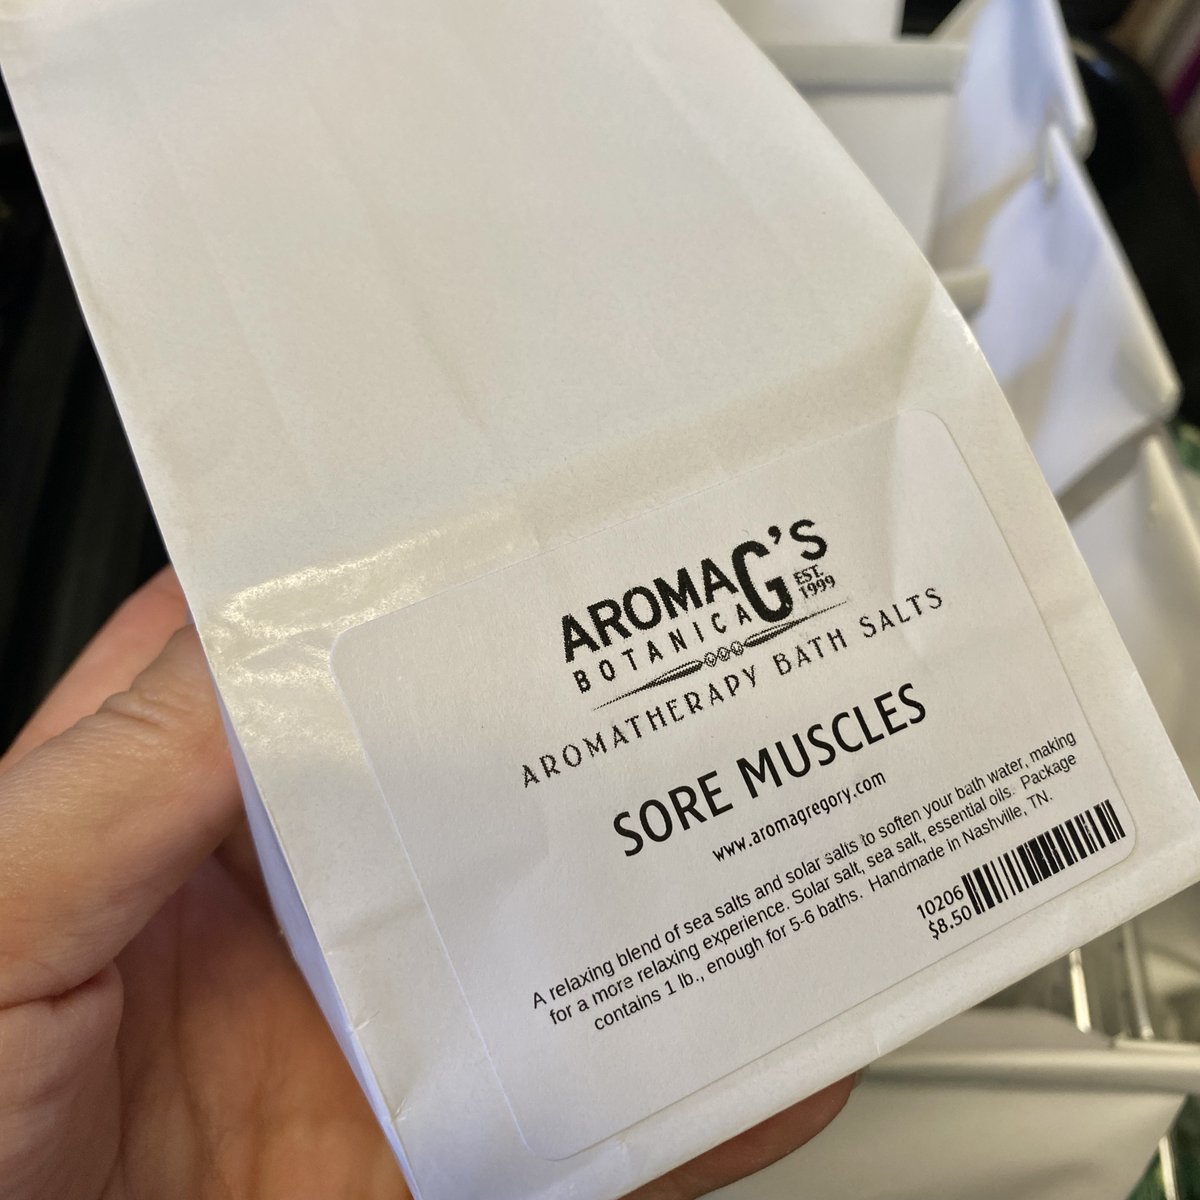 AROMAG'S
BOTANICA EST. 1999
AROMATHERAPY BATH SALTS
SORE MUSCLES
www.aromagregory.com
A relaxing blend of sea salts and solar salts to soften your bath water, making
for a more relaxing experience. Solar salt, sea salt, essential oils. Package
contains 1 lb., enough for 5-6 baths. Handmade in Nashville, TN.
10206
$8.50